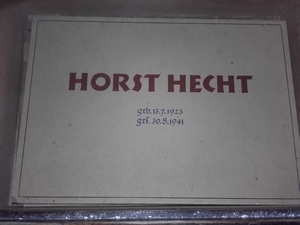 HORST HECHT
geb. 13.7.1923
gef. 30.8.1941